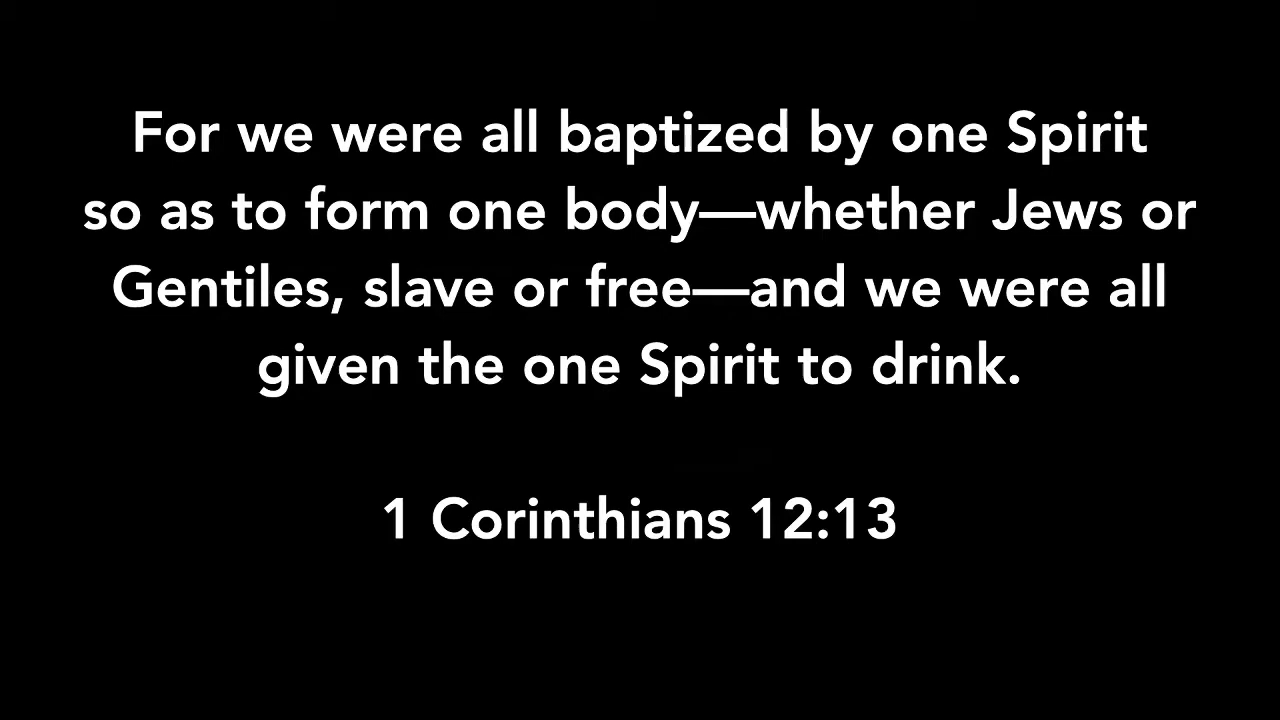 For we were all baptized by one Spirit
so as to form one body—whether Jews or
Gentiles, slave or free—and we were all
given the one Spirit to drink.
1 Corinthians 12:13